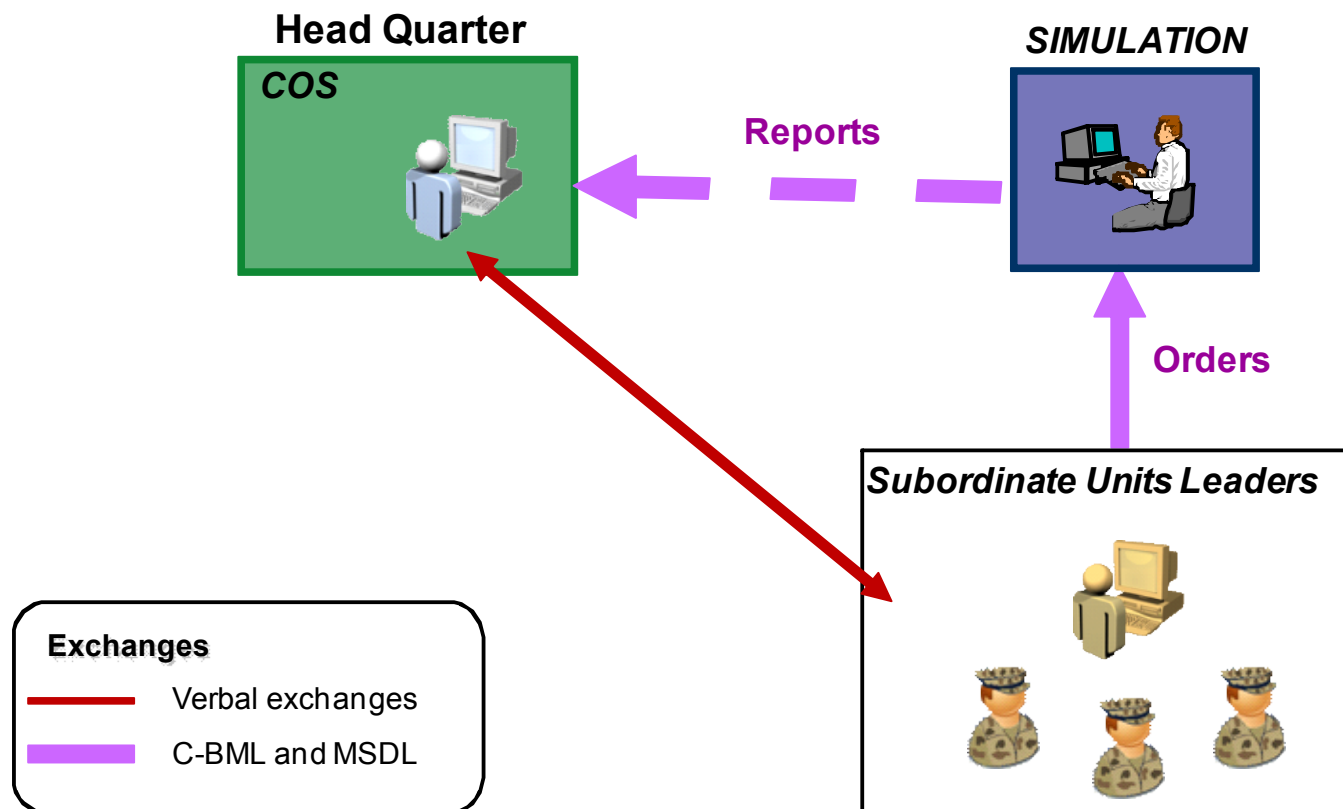 Head Quarter
COS
SIMULATION
Reports
Orders
Subordinate Units Leaders
Exchanges
Verbal exchanges
C-BML and MSDL